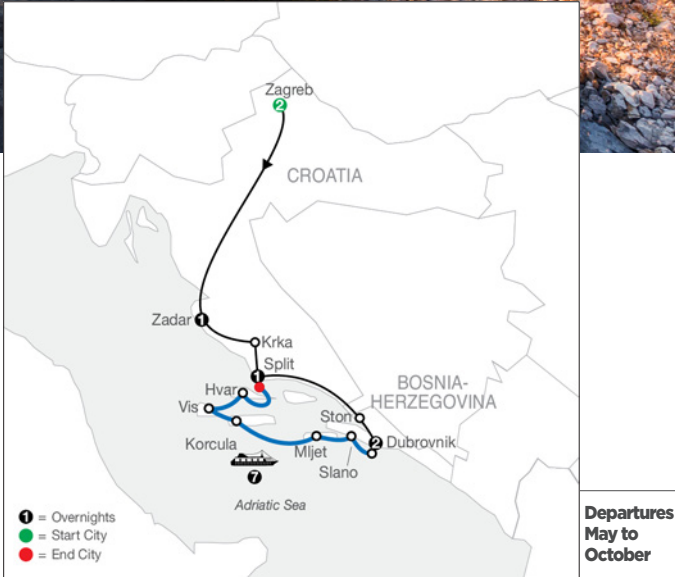 Zagreb
2
CROATIA
Zadar
1
Krka
Split
1
Hvar
BOSNIA-
HERZEGOVINA
Vis
Ston
Korcula
2
Dubrovnik
Mljet
Slano
7
Adriatic Sea
1 = Overnights
= Start City
= End City
Departures
May to
October